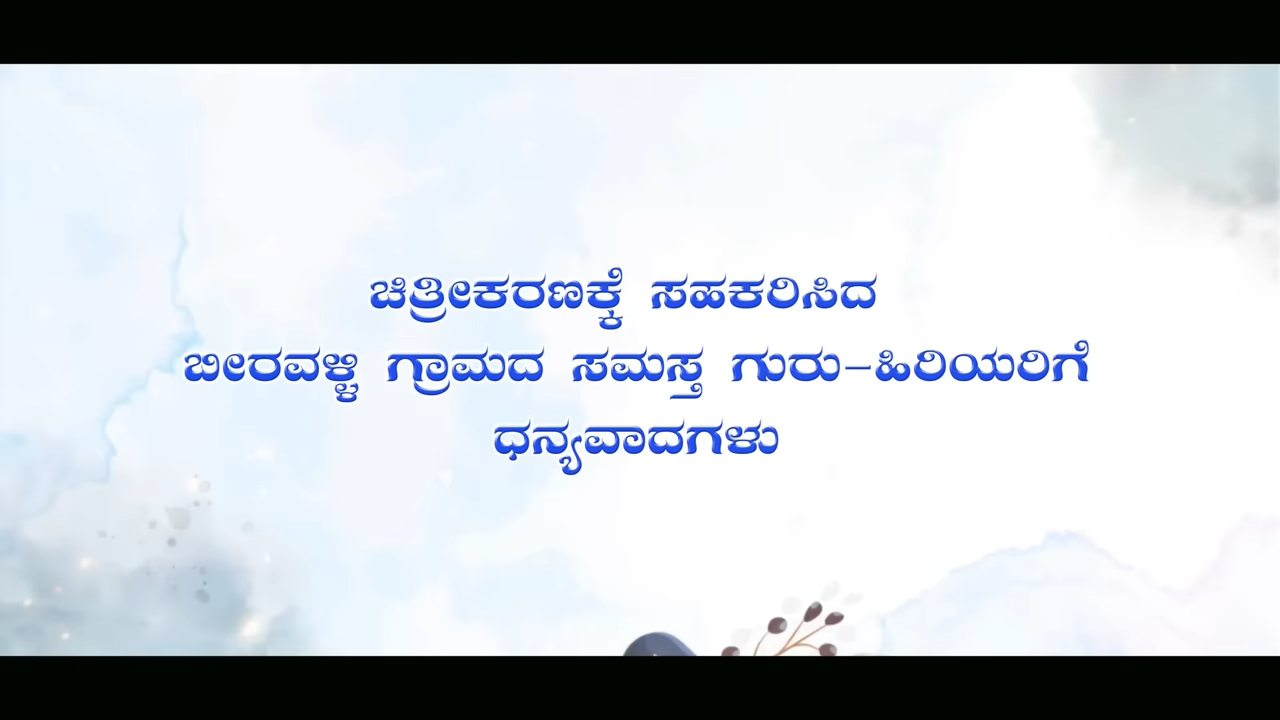 ಚಿತ್ರೀಕರಣಕ್ಕೆ ಸಹಕರಿಸಿದ
ಬೀರವಳ್ಳಿ ಗ್ರಾಮದ ಸಮಸ್ತ ಗುರು-ಹಿರಿಯರಿಗೆ
ಧನ್ಯವಾದಗಳು